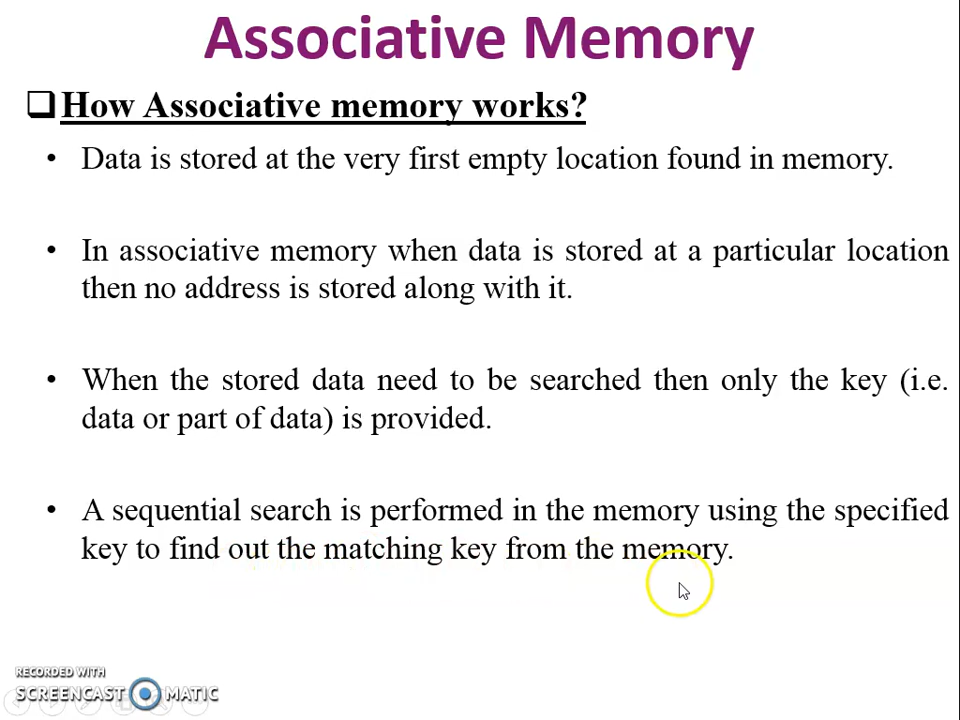 Associative Memory
How Associative memory works?
• Data is stored at the very first empty location found in memory.
• In associative memory when data is stored at a particular location
then no address is stored along with it.
• When the stored data need to be searched then only the key (i.e.
data or part of data) is provided.
• A sequential search is performed in the memory using the specified
key to find out the matching key from the memory.
RECORDED WITH
SCREENCAST MATIC